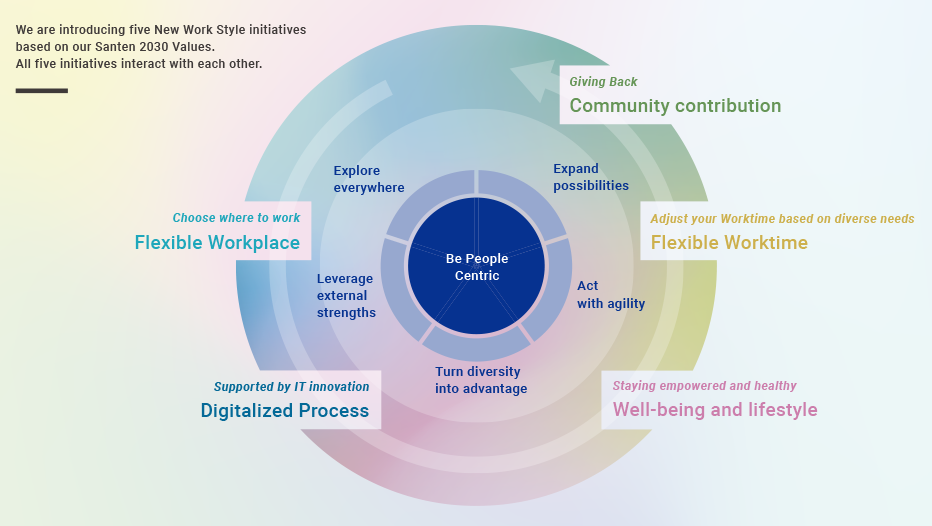 We are introducing five New Work Style initiatives
based on our Santen 2030 Values.
All five initiatives interact with each other.
Giving Back
Community contribution
Explore
everywhere
Expand
possibilities
Choose where to work
Flexible Workplace
Adjust your Worktime based on diverse needs
Flexible Worktime
Be People
Centric
Leverage
external
strengths
Act
with agility
Turn diversity
into advantage
Supported by IT innovation
Digitalized Process
Staying empowered and healthy
Well-being and lifestyle